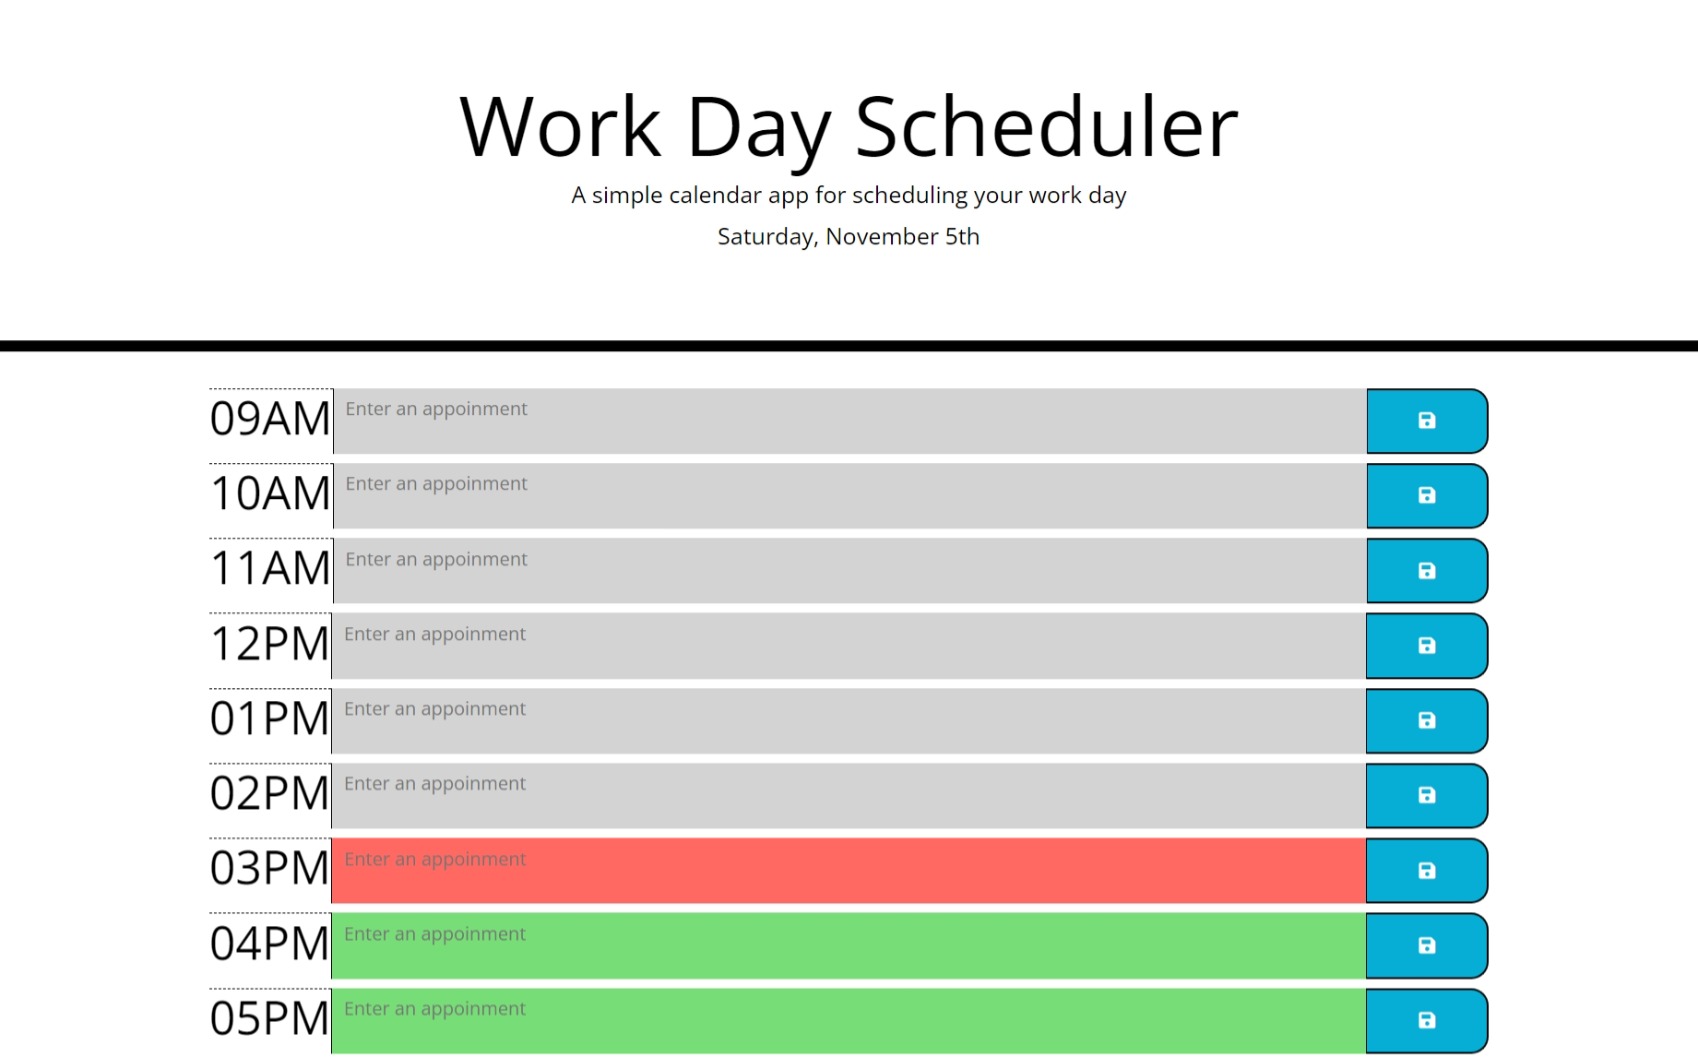 Work Day Scheduler
A simple calendar app for scheduling your work day
Saturday, November 5th
09AM Enter an appoinment
10AM Enter an appoinment
11AM Enter an appoinment
12PM Enter an appoinment
01PM Enter an appoinment
02PM Enter an appoinment
03PM Enter an appoinment
04PM Enter an appoinment
05PM Enter an appoinment